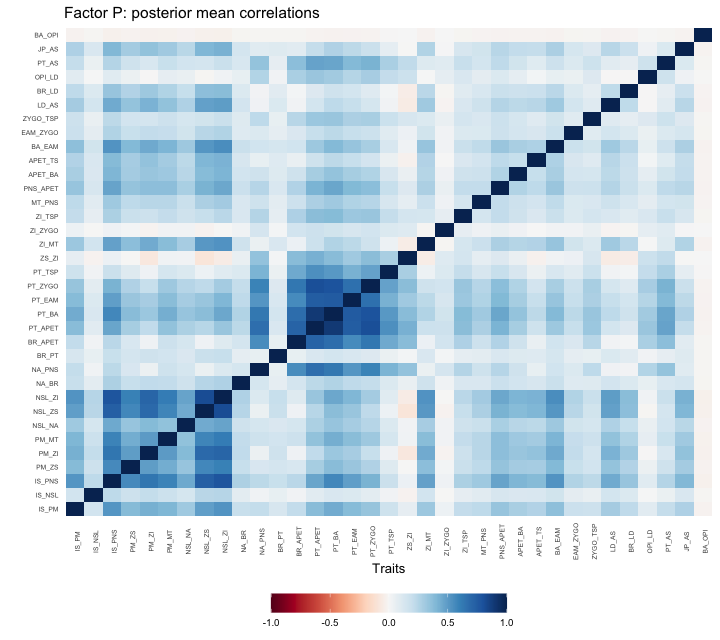 Factor P: posterior mean correlations
BA_OPI
JP_AS
PT_AS
OPI_LD
BR_LD
LD_AS
ZYGO_TSP
EAM_ZYGO
BA_EAM
APET_TS
APET_BA
PNS_APET
MT_PNS
ZI_TSP
ZI_ZYGO
ZI_MT
ZS_ZI
PT_TSP
PT_ZYGO
PT_EAM
PT_BA
PT_APET
BR_APET
BR_PT
NA_PNS
NA_BR
NSL_ZI
NSL_ZS
NSL_NA
PM_MT
PM_ZI
PM_ZS
IS_PNS
IS_NSL
IS_PM
IS_PM IS_NSL IS_PNS PM_ZS PM_ZI PM_MT NSL_NA NSL_ZS NSL_ZI NA_BR NA_PNS BR_PT BR_APET PT_APET PT_BA PT_EAM PT_ZYGO PT_TSP ZS_ZI ZI_MT ZI_ZYGO ZI_TSP MT_PNS PNS_APET APET_BA APET_TS BA_EAM EAM_ZYGO ZYGO_TSP LD_AS BR_LD OPI_LD PT_AS JP_AS BA_OPI
Traits
-1.0 -0.5 0.0 0.5 1.0